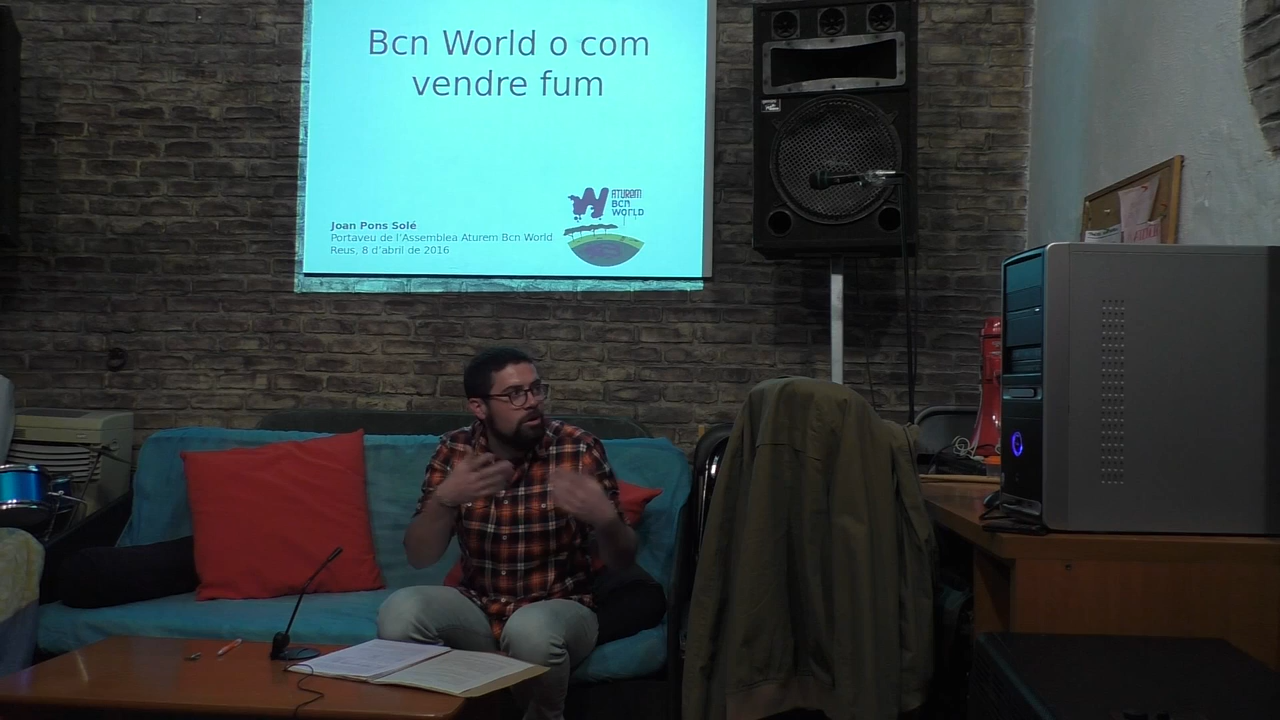 Bcn World o com
vendre fum
ATUREM
BCN
WORLD
Joan Pons Solé
Portaveu de l'Assemblea Aturem Bcn World
Reus, 8 d'abril de 2016